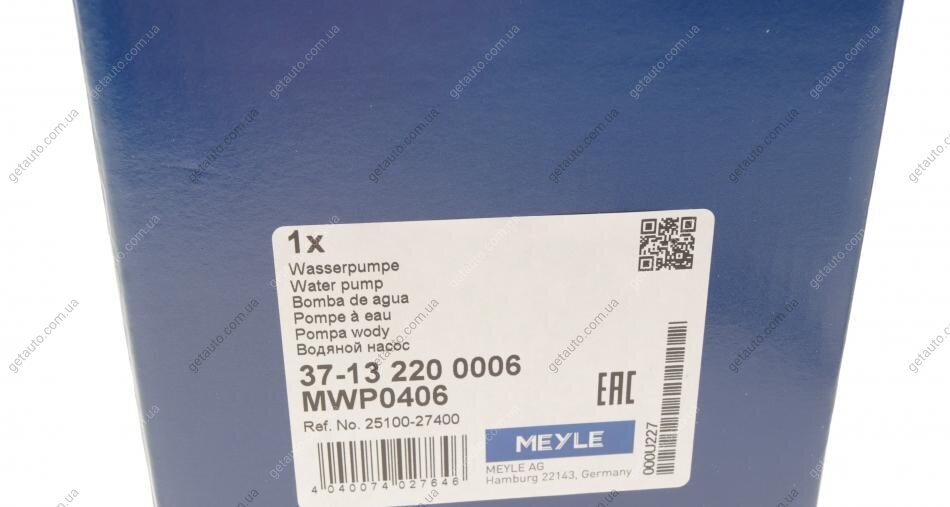 1x
Wasserpumpe
Water pump
Bomba de agua
Pompe à eau
Pompa wody
Водяной насос
37-13 220 0006
MWP0406
Ref. No. 25100-27400
EAC
MEYLE
MEYLE AG
Hamburg 22143, Germany
4 040074 027646
000U227
getauto.com.ua